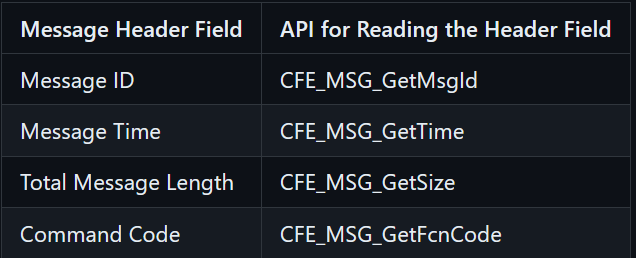 Message Header Field API for Reading the Header Field
Message ID CFE_MSG_GetMsgId
Message Time CFE_MSG_GetTime
Total Message Length CFE_MSG_GetSize
Command Code CFE_MSG_GetFcnCode